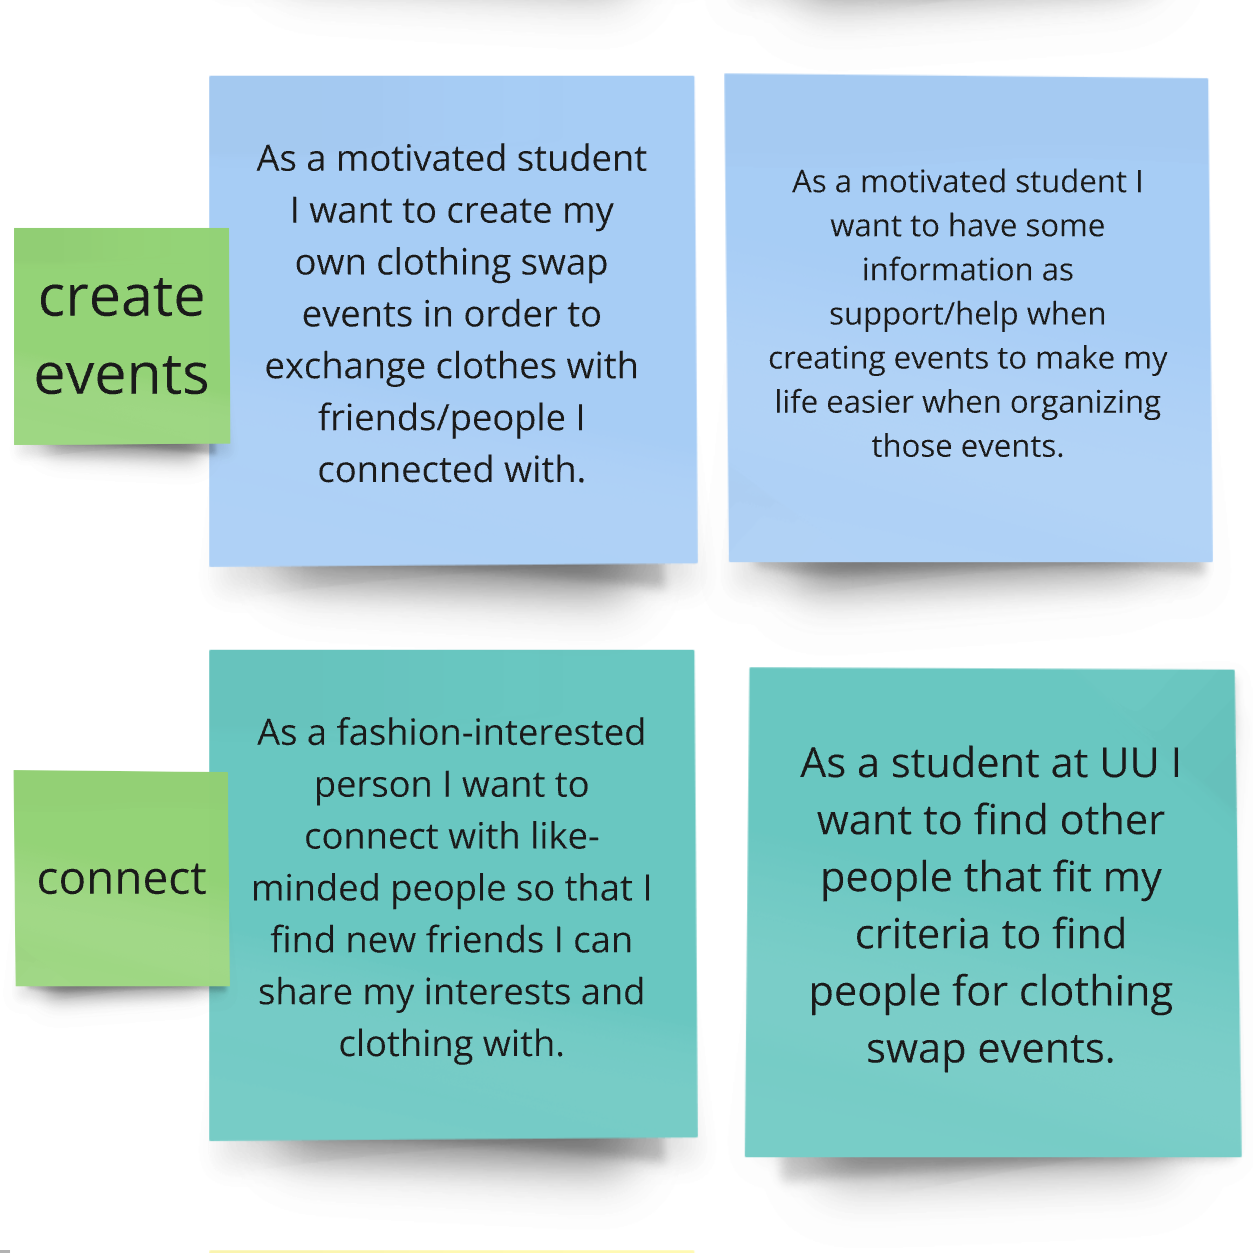 create
events
As a motivated student
I want to create my
own clothing swap
events in order to
exchange clothes with
friends/people I
connected with.
As a motivated student I
want to have some
information as
support/help when
creating events to make my
life easier when organizing
those events.
connect
As a fashion-interested
person I want to
connect with like-
minded people so that I
find new friends I can
share my interests and
clothing with.
As a student at UU I
want to find other
people that fit my
criteria to find
people for clothing
swap events.